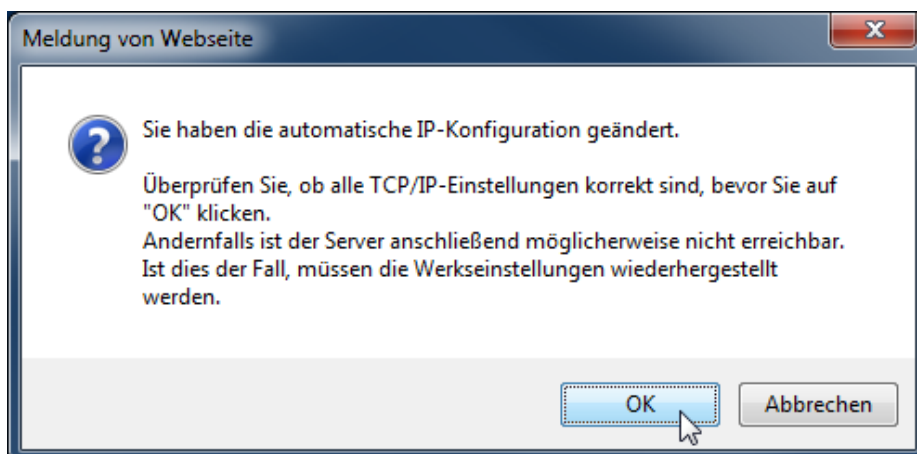 Meldung von Webseite
Sie haben die automatische IP-Konfiguration geändert.
Überprüfen Sie, ob alle TCP/IP-Einstellungen korrekt sind, bevor Sie auf
"OK" klicken.
Andernfalls ist der Server anschließend möglicherweise nicht erreichbar.
Ist dies der Fall, müssen die Werkseinstellungen wiederhergestellt
werden.
OK
Abbrechen